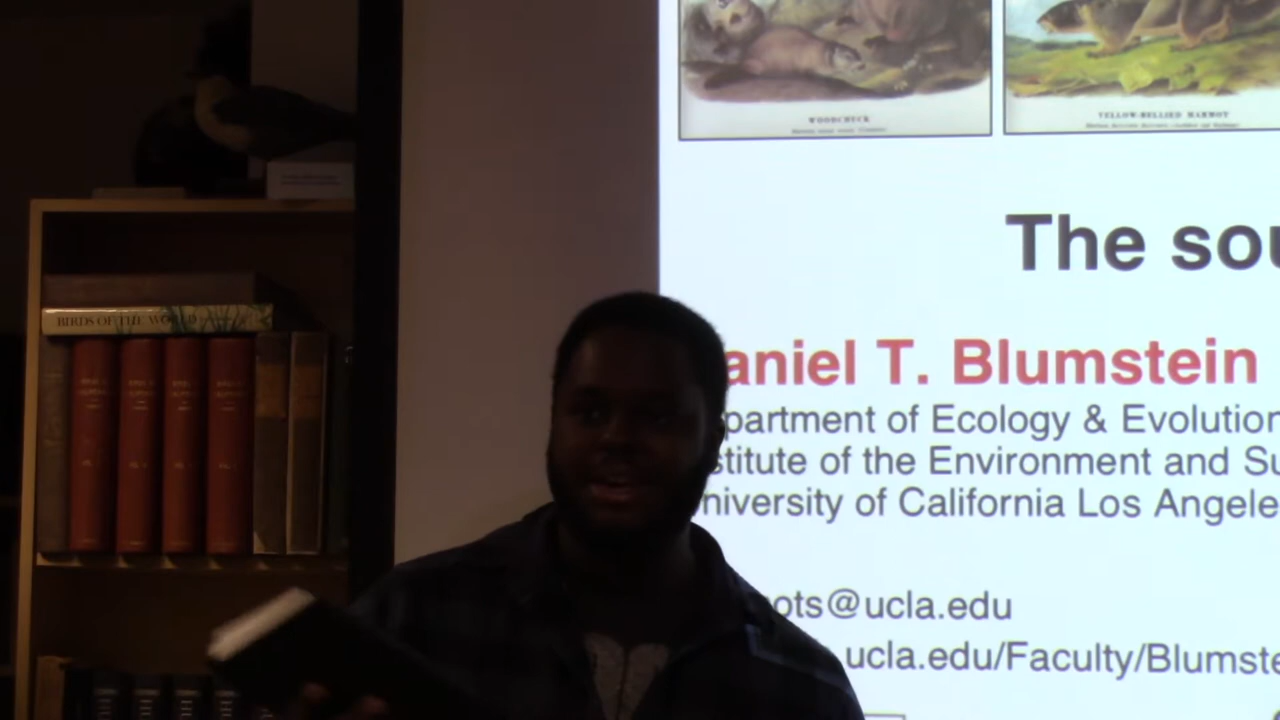 WOODCHUCK
YELLOW-BELLIED MARMOT
The sou
aniel T. Blumstein
partment of Ecology & Evolution
stitute of the Environment and Su
niversity of California Los Angele
ots@ucla.edu
ucla.edu/Faculty/Blumste
BIRDS OF THE WORLD